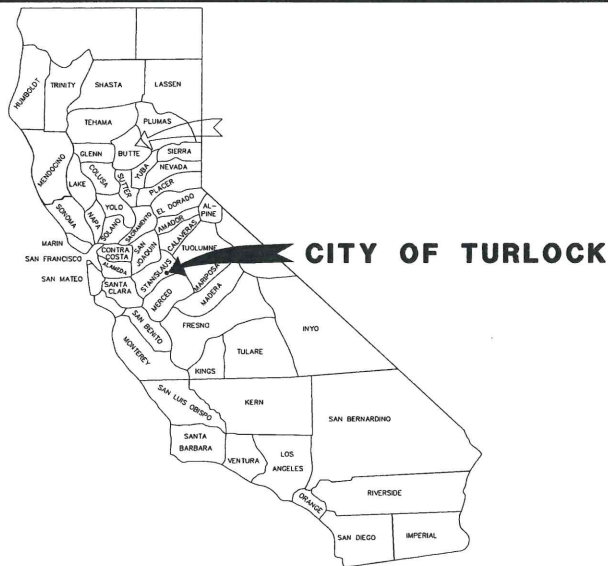 HUMBOLDT
TRINITY
SHASTA
LASSEN
TEHAMA
PLUMAS
MENDOCINO
GLENN
BUTTE
SIERRA
NEVADA
YUBA
COLUSA
LAKE
SUTTER
PLACER
SONOMA
NAPA
YOLO
EL DORADO
AL-
PINE
SOLANO
SACRAMENTO
AMADOR
CALAVERAS
MARIN
SAN FRANCISCO
CONTRA
COSTA
SAN
JOAQUIN
TUOLUMNE
CITY OF TURLOCK
ALAMEDA
SAN MATEO
SANTA
CLARA
STANISLAUS
MARIPOSA
MERCED
MADERA
SAN BENITO
FRESNO
INYO
MONTEREY
TULARE
KINGS
SAN LUIS OBISPO
KERN
SAN BERNARDINO
SANTA
BARBARA
VENTURA
LOS
ANGELES
ORANGE
RIVERSIDE
SAN DIEGO
IMPERIAL